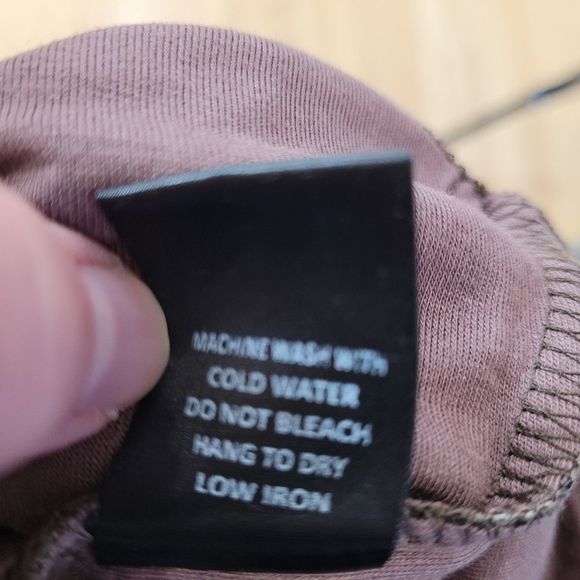 MACHINE WASH WITH
COLD WATER
DO NOT BLEACH
HANG TO DRY
LOW IRON